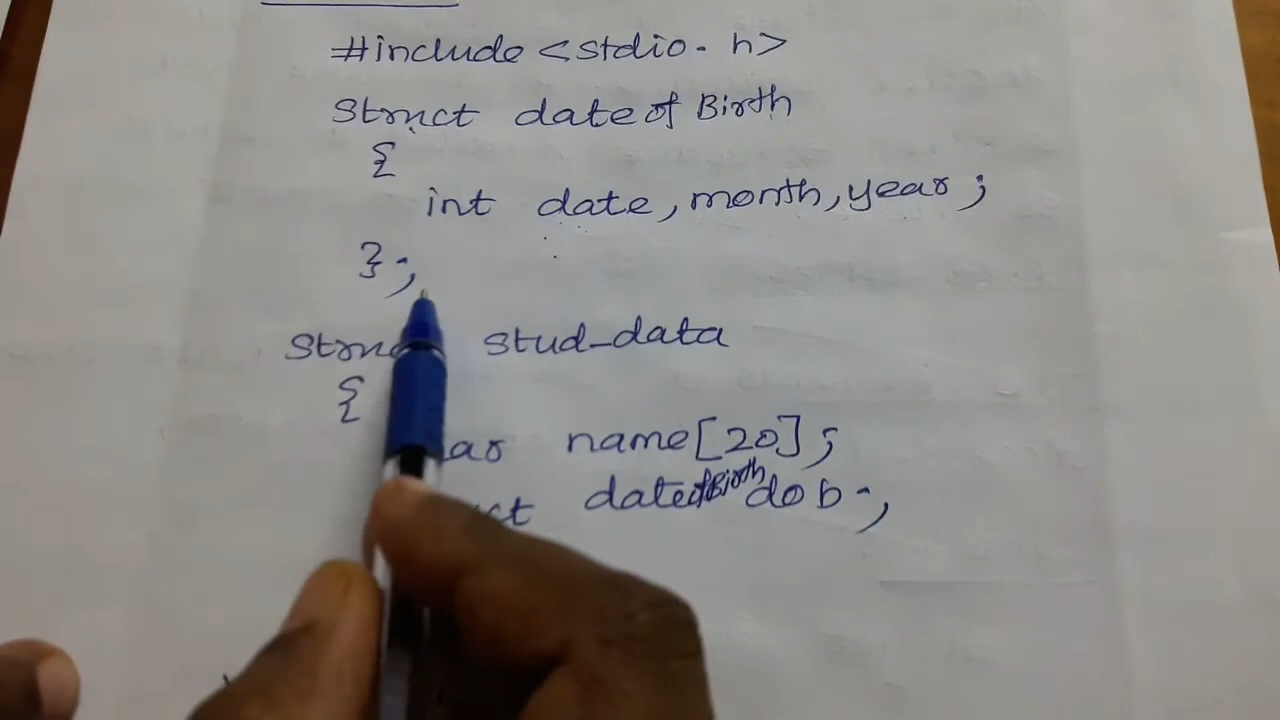 #include <stdio.h>
Struct dateofBirth
{
int date, month, year;
};
stud_data
{
name[20];
dateofBirth dob;